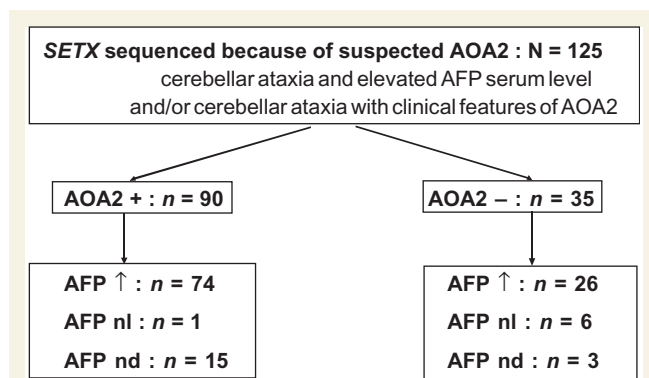 SETX sequenced because of suspected AOA2 : N = 125
cerebellar ataxia and elevated AFP serum level
and/or cerebellar ataxia with clinical features of AOA2
AOA2 + : n = 90
AOA2 – : n = 35
AFP ↑ : n = 74
AFP nl : n = 1
AFP nd : n = 15
AFP ↑ : n = 26
AFP nl : n = 6
AFP nd : n = 3